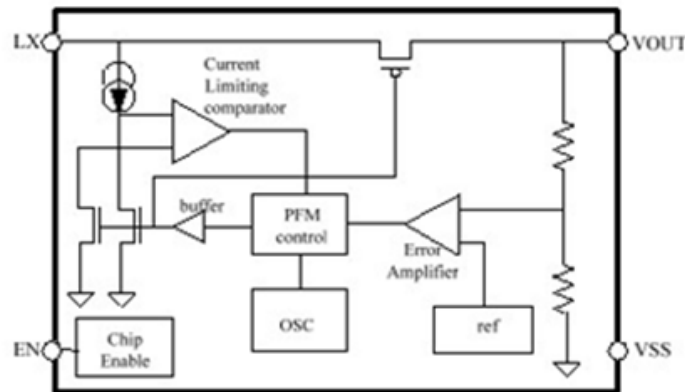 LX
VOUT
Current
Limiting
comparator
buffer
PFM
control
Error
Amplifier
OSC
ref
EN
Chip
Enable
VSS